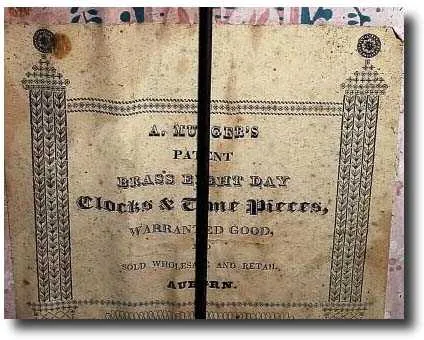 A. MUNGER'S
PATENT
BRASS EIGHT DAY
Clocks & Time Pieces,
WARRANTED GOOD,
SOLD WHOLESALE AND RETAIL,
AUBURN.